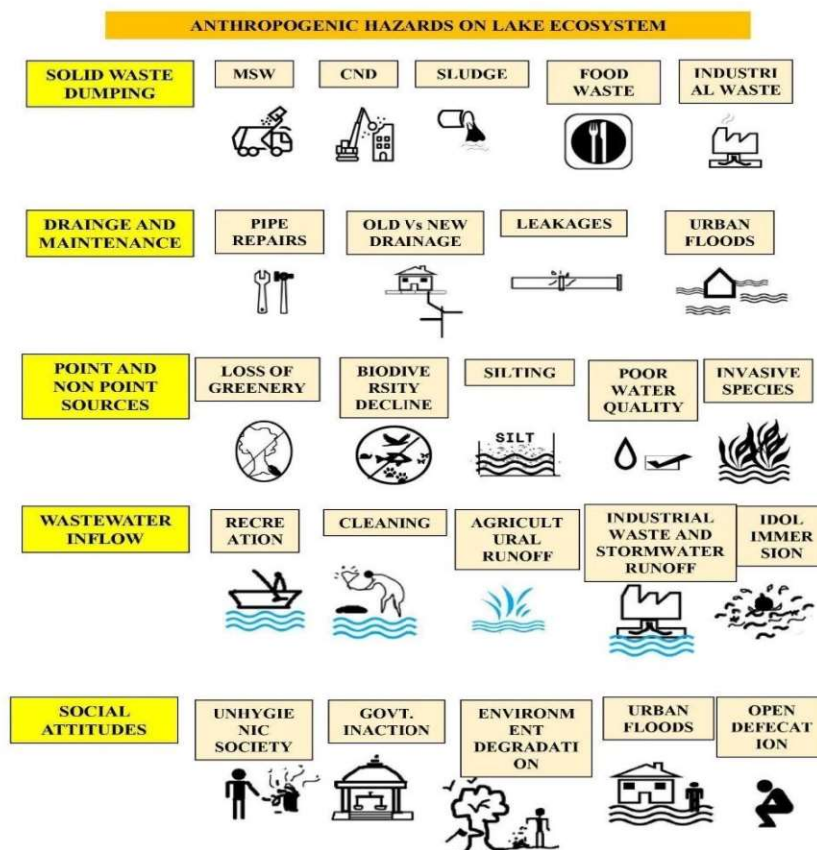 ANTHROPOGENIC HAZARDS ON LAKE ECOSYSTEM
SOLID WASTE
DUMPING
MSW
CND
SLUDGE
FOOD
WASTE
INDUSTRI
AL WASTE
DRAINGE AND
MAINTENANCE
PIPE
REPAIRS
OLD Vs NEW
DRAINAGE
LEAKAGES
URBAN
FLOODS
POINT AND
NON POINT
SOURCES
LOSS OF
GREENERY
BIODIVE
RSITY
DECLINE
SILTING
SILT
POOR
WATER
QUALITY
INVASIVE
SPECIES
WASTEWATER
INFLOW
RECRE
ATION
CLEANING
AGRICULT
URAL
RUNOFF
INDUSTRIAL
WASTE AND
STORMWATER
RUNOFF
IDOL
IMMER
SION
SOCIAL
ATTITUDES
UNHYGIE
NIC
SOCIETY
GOVT.
INACTION
ENVIRONM
ENT
DEGRADATI
ON
URBAN
FLOODS
OPEN
DEFECAT
ION